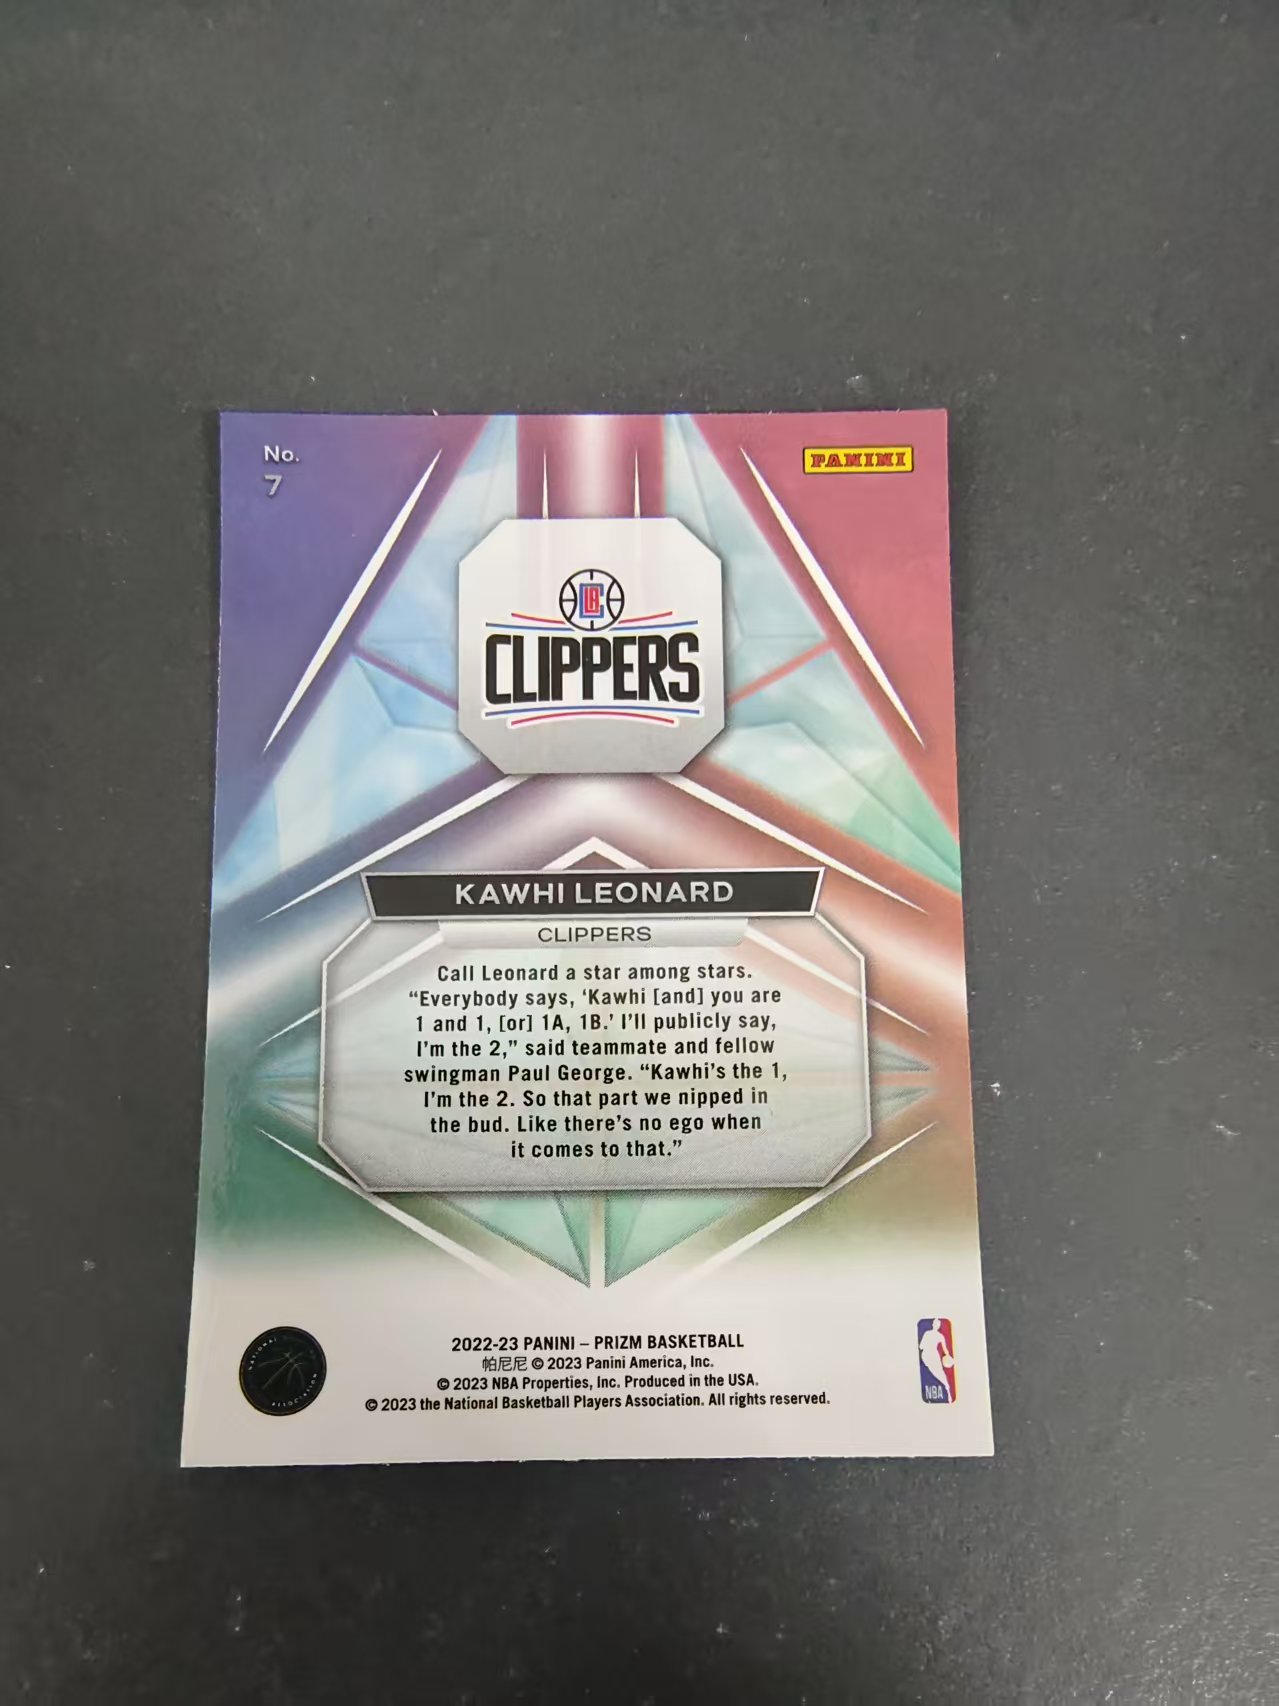 No.
7
PANINI
LAC
CLIPPERS
KAWHI LEONARD
CLIPPERS
Call Leonard a star among stars.
“Everybody says, ‘Kawhi [and] you are
1 and 1, [or] 1A, 1B.’ I’ll publicly say,
I’m the 2,” said teammate and fellow
swingman Paul George. “Kawhi’s the 1,
I’m the 2. So that part we nipped in
the bud. Like there’s no ego when
it comes to that.”
2022-23 PANINI – PRIZM BASKETBALL
帕尼尼 © 2023 Panini America, Inc.
© 2023 NBA Properties, Inc. Produced in the USA.
© 2023 the National Basketball Players Association. All rights reserved.
NBA
NATIONAL
ASSOCIATION